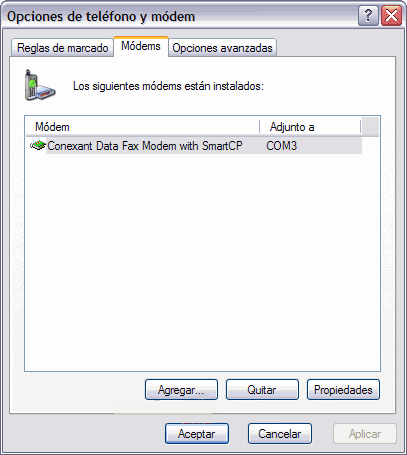 Opciones de teléfono y módem
Reglas de marcado Módems Opciones avanzadas
Los siguientes módems están instalados:
Módem Adjunto a
Conexant Data Fax Modem with SmartCP COM3
Agregar... Quitar Propiedades
Aceptar Cancelar Aplicar